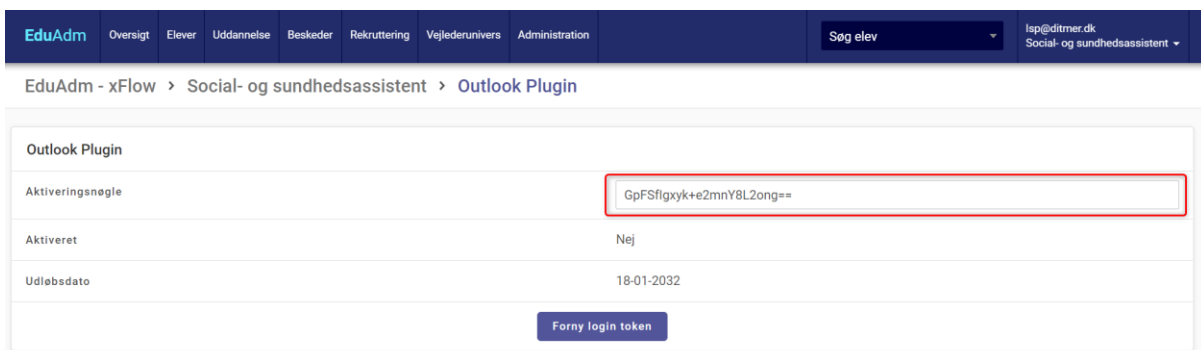 EduAdm Oversigt Elever Uddannelse Beskeder Rekruttering Vejlederunivers Administration Søg elev lsp@ditmer.dk
Social- og sundhedsassistent
EduAdm - xFlow > Social- og sundhedsassistent > Outlook Plugin
Outlook Plugin
Aktiveringsnøgle GpFSfIgxyk+e2mnY8L2ong==
Aktiveret Nej
Udløbsdato 18-01-2032
Forny login token